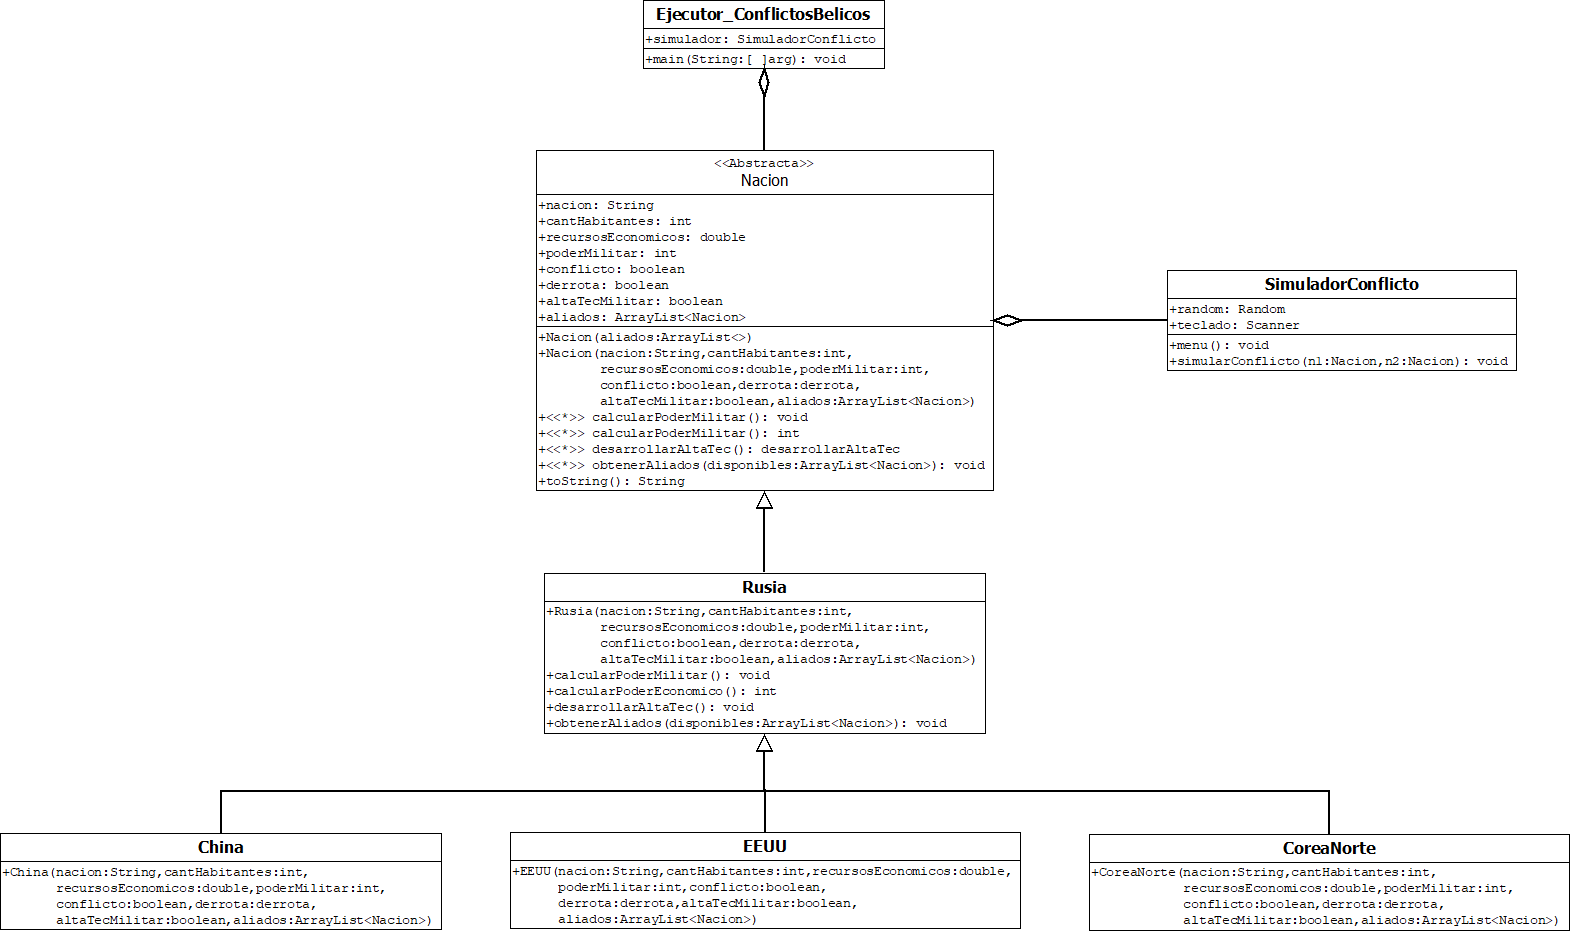 Ejecutor_ConflictosBelicos
+simulador: SimuladorConflicto
+main(String:[ ]arg): void
<<Abstracta>>
Nacion
+nacion: String
+cantHabitantes: int
+recursosEconomicos: double
+poderMilitar: int
+conflicto: boolean
+derrota: boolean
+altaTecMilitar: boolean
+aliados: ArrayList<Nacion>
+Nacion(aliados:ArrayList<>)
+Nacion(nacion:String,cantHabitantes:int,
recursosEconomicos:double,poderMilitar:int,
conflicto:boolean,derrota:derrota,
altaTecMilitar:boolean,aliados:ArrayList<Nacion>)
+<<*>> calcularPoderMilitar(): void
+<<*>> calcularPoderMilitar(): int
+<<*>> desarrollarAltaTec(): desarrollarAltaTec
+<<*>> obtenerAliados(disponibles:ArrayList<Nacion>): void
+toString(): String
SimuladorConflicto
+random: Random
+teclado: Scanner
+menu(): void
+simularConflicto(n1:Nacion,n2:Nacion): void
Rusia
+Rusia(nacion:String,cantHabitantes:int,
recursosEconomicos:double,poderMilitar:int,
conflicto:boolean,derrota:derrota,
altaTecMilitar:boolean,aliados:ArrayList<Nacion>)
+calcularPoderMilitar(): void
+calcularPoderEconomico(): int
+desarrollarAltaTec(): void
+obtenerAliados(disponibles:ArrayList<Nacion>): void
China
+China(nacion:String,cantHabitantes:int,
recursosEconomicos:double,poderMilitar:int,
conflicto:boolean,derrota:derrota,
altaTecMilitar:boolean,aliados:ArrayList<Nacion>)
EEUU
+EEUU(nacion:String,cantHabitantes:int,recursosEconomicos:double,
poderMilitar:int,conflicto:boolean,
derrota:derrota,altaTecMilitar:boolean,
aliados:ArrayList<Nacion>)
CoreaNorte
+CoreaNorte(nacion:String,cantHabitantes:int,
recursosEconomicos:double,poderMilitar:int,
conflicto:boolean,derrota:derrota,
altaTecMilitar:boolean,aliados:ArrayList<Nacion>)